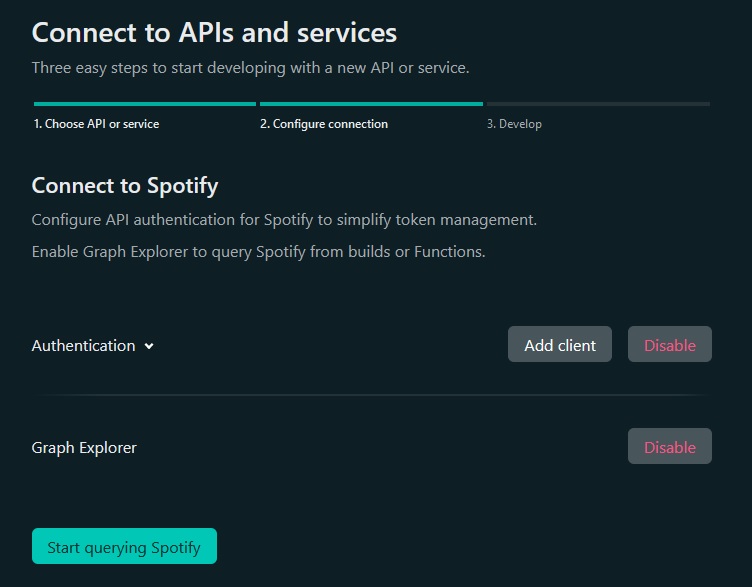 Connect to APIs and services
Three easy steps to start developing with a new API or service.
1. Choose API or service
2. Configure connection
3. Develop
Connect to Spotify
Configure API authentication for Spotify to simplify token management.
Enable Graph Explorer to query Spotify from builds or Functions.
Authentication
Add client
Disable
Graph Explorer
Disable
Start querying Spotify